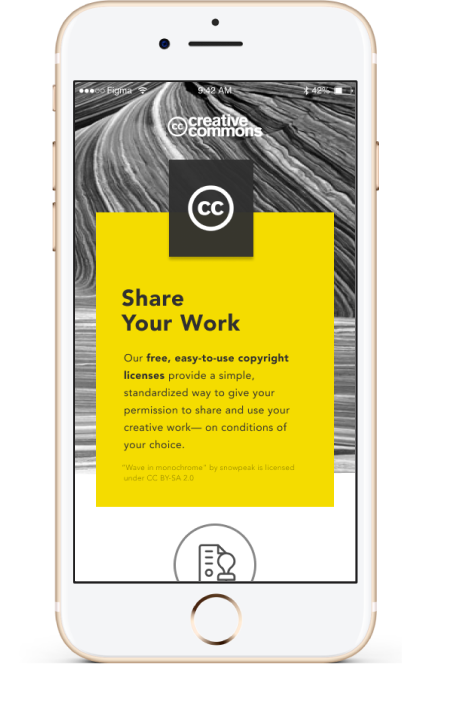 Figma 9:42 AM 42%
cc creative
commons
cc
Share
Your Work
Our free, easy-to-use copyright
licenses provide a simple,
standardized way to give your
permission to share and use your
creative work— on conditions of
your choice.
"Wave in monochrome" by snowpeak is licensed
under CC BY-SA 2.0